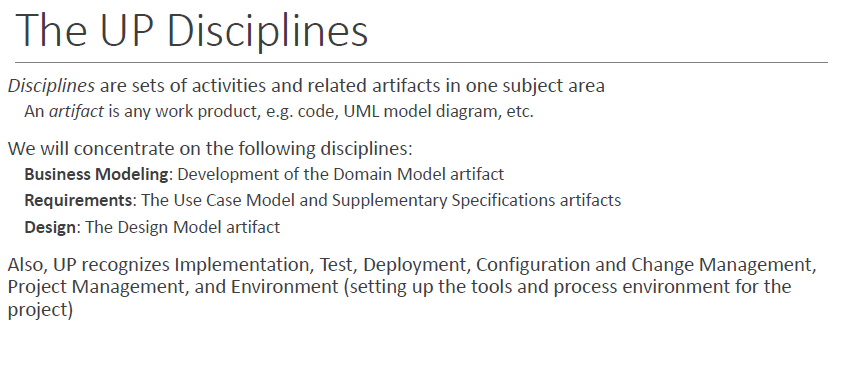 The UP Disciplines
Disciplines are sets of activities and related artifacts in one subject area
An artifact is any work product, e.g. code, UML model diagram, etc.
We will concentrate on the following disciplines:
Business Modeling: Development of the Domain Model artifact
Requirements: The Use Case Model and Supplementary Specifications artifacts
Design: The Design Model artifact
Also, UP recognizes Implementation, Test, Deployment, Configuration and Change Management,
Project Management, and Environment (setting up the tools and process environment for the
project)